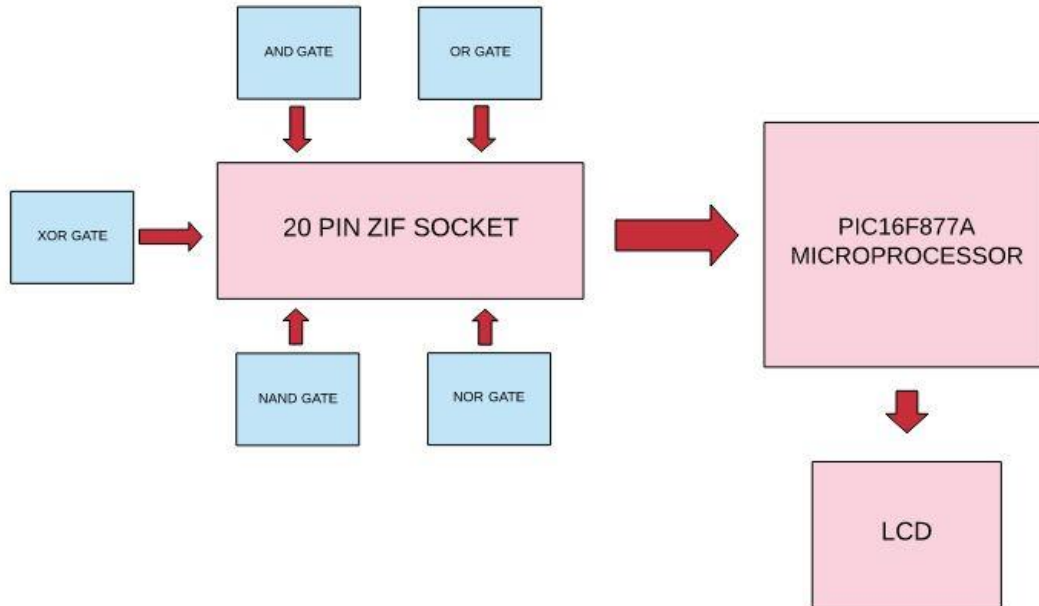 AND GATE
OR GATE
XOR GATE
20 PIN ZIF SOCKET
PIC16F877A
MICROPROCESSOR
NAND GATE
NOR GATE
LCD